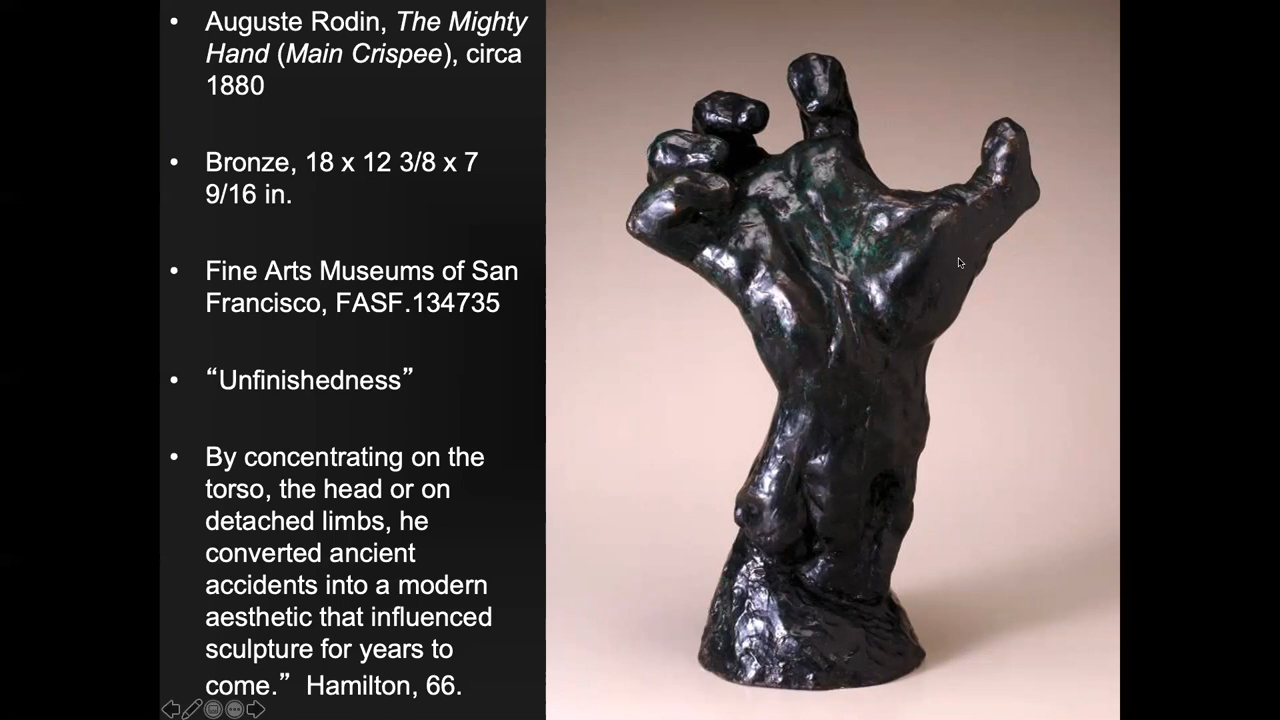 • Auguste Rodin, The Mighty
Hand (Main Crispee), circa
1880
• Bronze, 18 x 12 3/8 x 7
9/16 in.
• Fine Arts Museums of San
Francisco, FASF.134735
• “Unfinishedness”
• By concentrating on the
torso, the head or on
detached limbs, he
converted ancient
accidents into a modern
aesthetic that influenced
sculpture for years to
come.” Hamilton, 66.